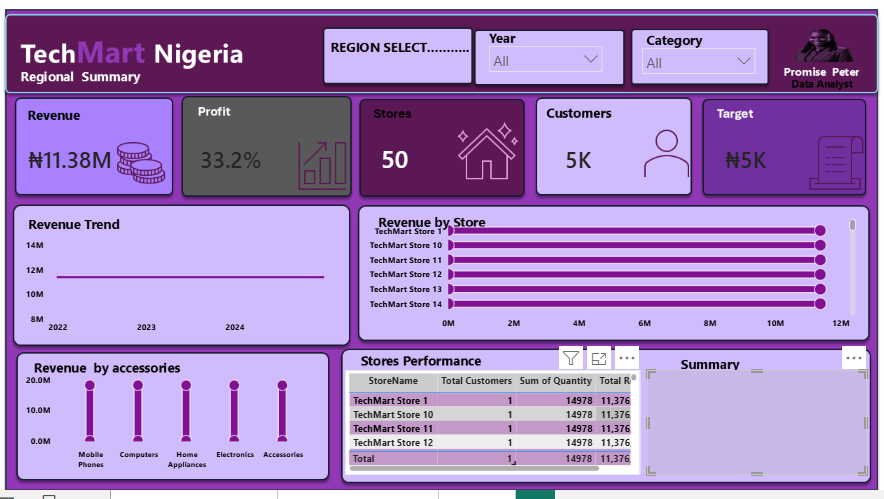 TechMart Nigeria
Regional Summary
REGION SELECT...........
Year
All
Category
All
Promise Peter
Data Analyst
Revenue
₦11.38M
Profit
33.2%
Stores
50
Customers
5K
Target
₦5K
Revenue Trend
14M
12M
10M
8M
2022 2023 2024
Revenue by Store
TechMart Store 1
TechMart Store 10
TechMart Store 11
TechMart Store 12
TechMart Store 13
TechMart Store 14
0M 2M 4M 6M 8M 10M 12M
Revenue by accessories
20.0M
10.0M
0.0M
Mobile Phones
Computers
Home Appliances
Electronics
Accessories
Stores Performance
StoreName Total Customers Sum of Quantity Total R
TechMart Store 1 1 14978 11,376
TechMart Store 10 1 14978 11,376
TechMart Store 11 1 14978 11,376
TechMart Store 12 1 14978 11,376
Total 1 14978 11,376
Summary